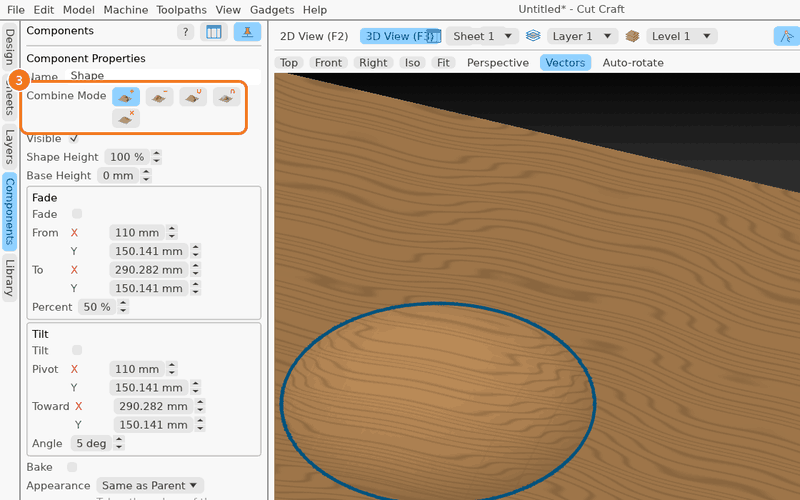 File Edit Model Machine Toolpaths View Gadgets Help Untitled* - Cut Craft
Components ?
2D View (F2) 3D View (F3) Sheet 1 Layer 1 Level 1
Top Front Right Iso Fit Perspective Vectors Auto-rotate
Design
Sheets
Layers
Components
Library
Component Properties
3
Name Shape
Combine Mode
Visible
Shape Height 100 %
Base Height 0 mm
Fade
Fade
From X 110 mm
Y 150.141 mm
To X 290.282 mm
Y 150.141 mm
Percent 50 %
Tilt
Tilt
Pivot X 110 mm
Y 150.141 mm
Toward X 290.282 mm
Y 150.141 mm
Angle 5 deg
Bake
Appearance Same as Parent